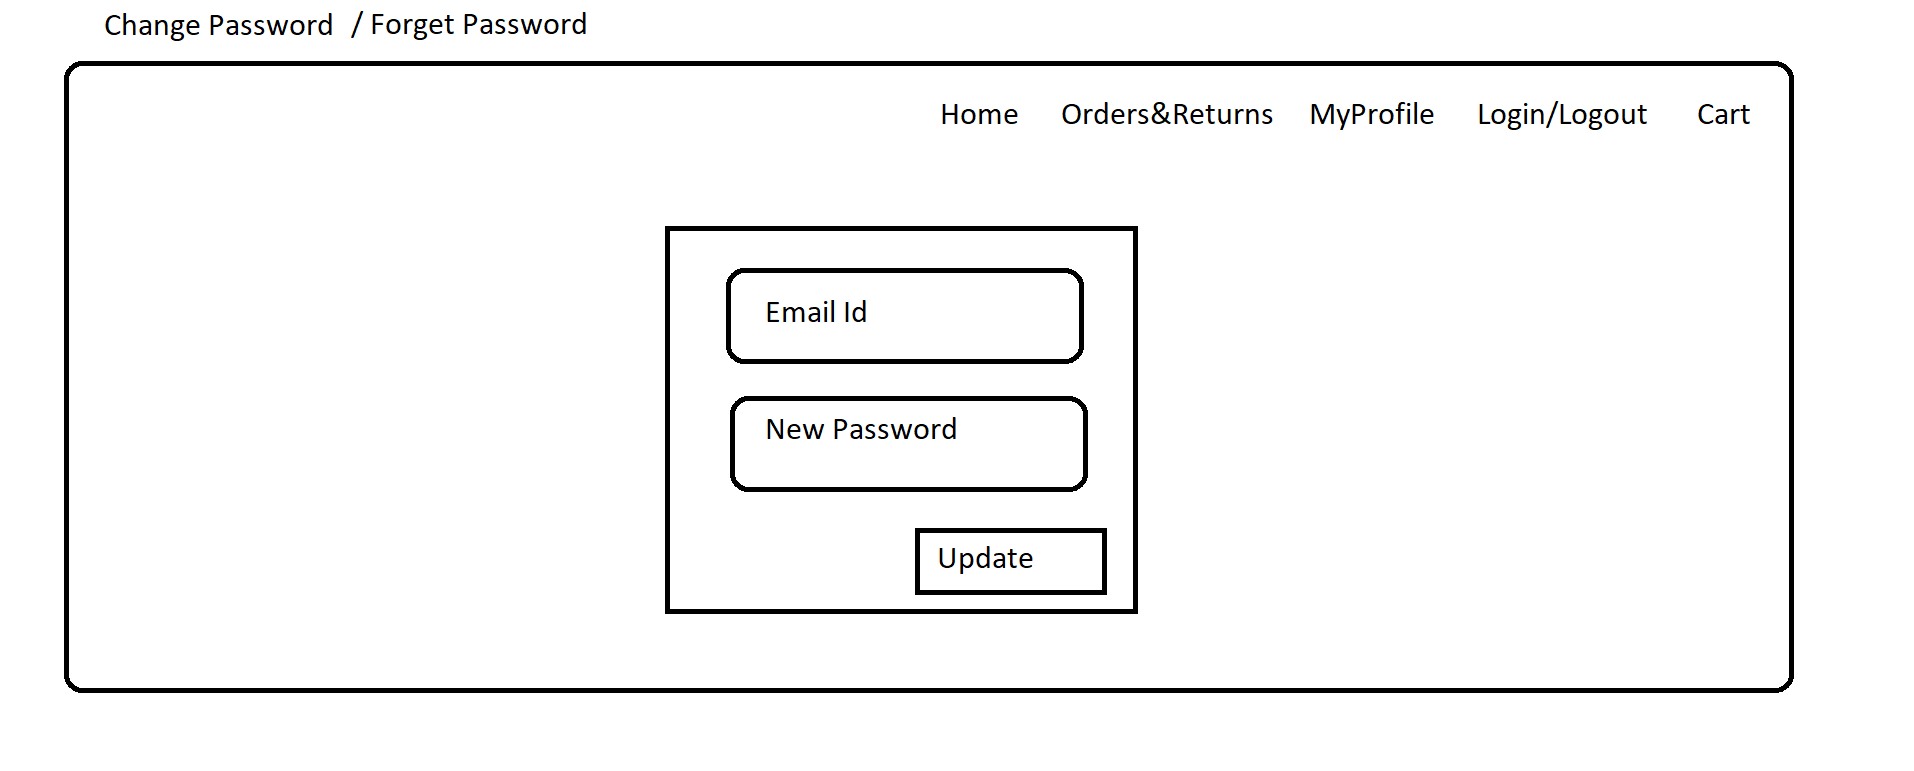 Change Password / Forget Password
Home Orders&Returns MyProfile Login/Logout Cart
Email Id
New Password
Update